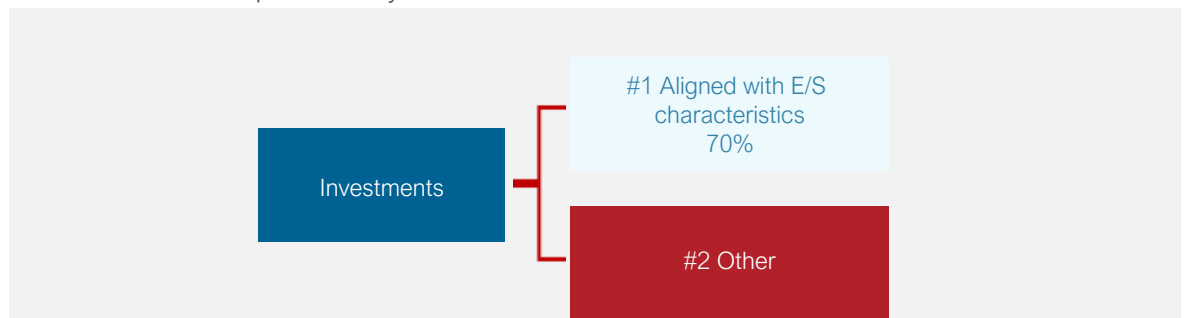 Investments
#1 Aligned with E/S
characteristics
70%
#2 Other